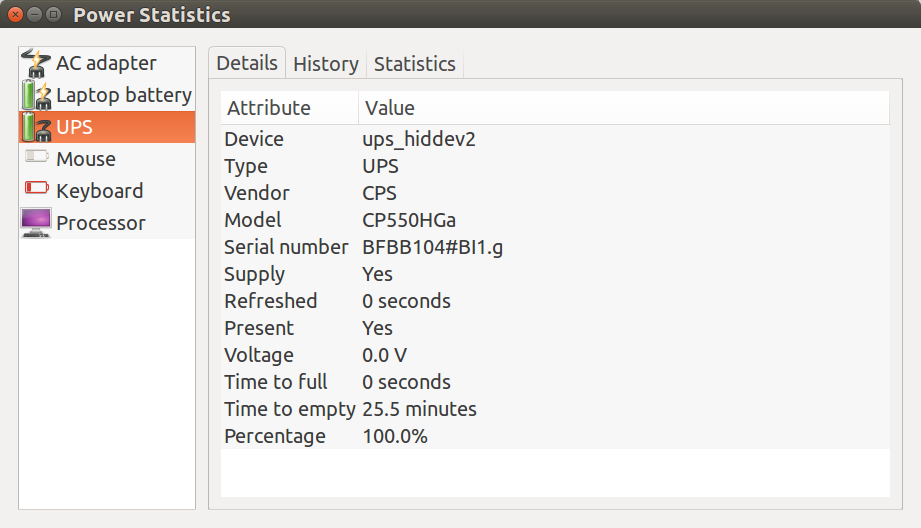 Power Statistics
AC adapter
Laptop battery
UPS
Mouse
Keyboard
Processor
Details History Statistics
Attribute Value
Device ups_hiddev2
Type UPS
Vendor CPS
Model CP550HGa
Serial number BFBB104#BI1.g
Supply Yes
Refreshed 0 seconds
Present Yes
Voltage 0.0 V
Time to full 0 seconds
Time to empty 25.5 minutes
Percentage 100.0%